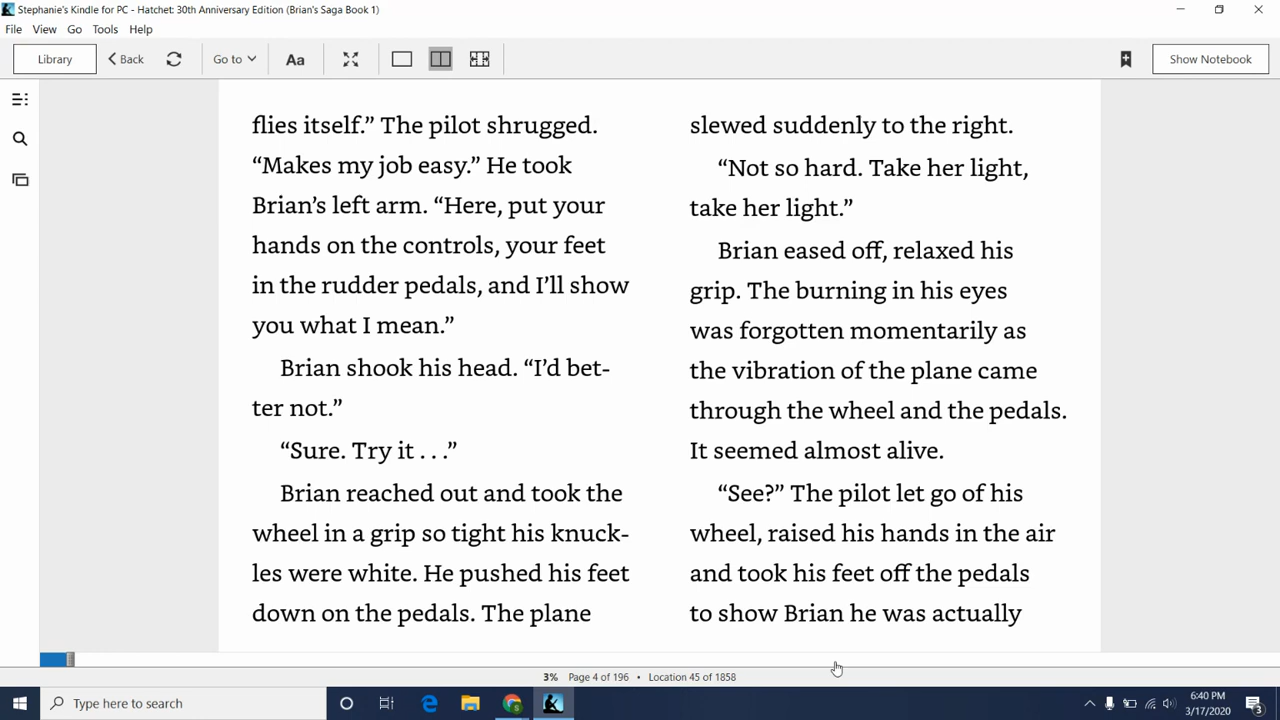 Stephanie's Kindle for PC - Hatchet: 30th Anniversary Edition (Brian's Saga Book 1)
File View Go Tools Help
Library Back Go to Aa Show Notebook
flies itself.” The pilot shrugged.
“Makes my job easy.” He took
Brian’s left arm. “Here, put your
hands on the controls, your feet
in the rudder pedals, and I’ll show
you what I mean.”
Brian shook his head. “I’d bet-
ter not.”
“Sure. Try it . . .”
Brian reached out and took the
wheel in a grip so tight his knuck-
les were white. He pushed his feet
down on the pedals. The plane
slewed suddenly to the right.
“Not so hard. Take her light,
take her light.”
Brian eased off, relaxed his
grip. The burning in his eyes
was forgotten momentarily as
the vibration of the plane came
through the wheel and the pedals.
It seemed almost alive.
“See?” The pilot let go of his
wheel, raised his hands in the air
and took his feet off the pedals
to show Brian he was actually
3% Page 4 of 196 • Location 45 of 1858
Type here to search
6:40 PM
3/17/2020
3